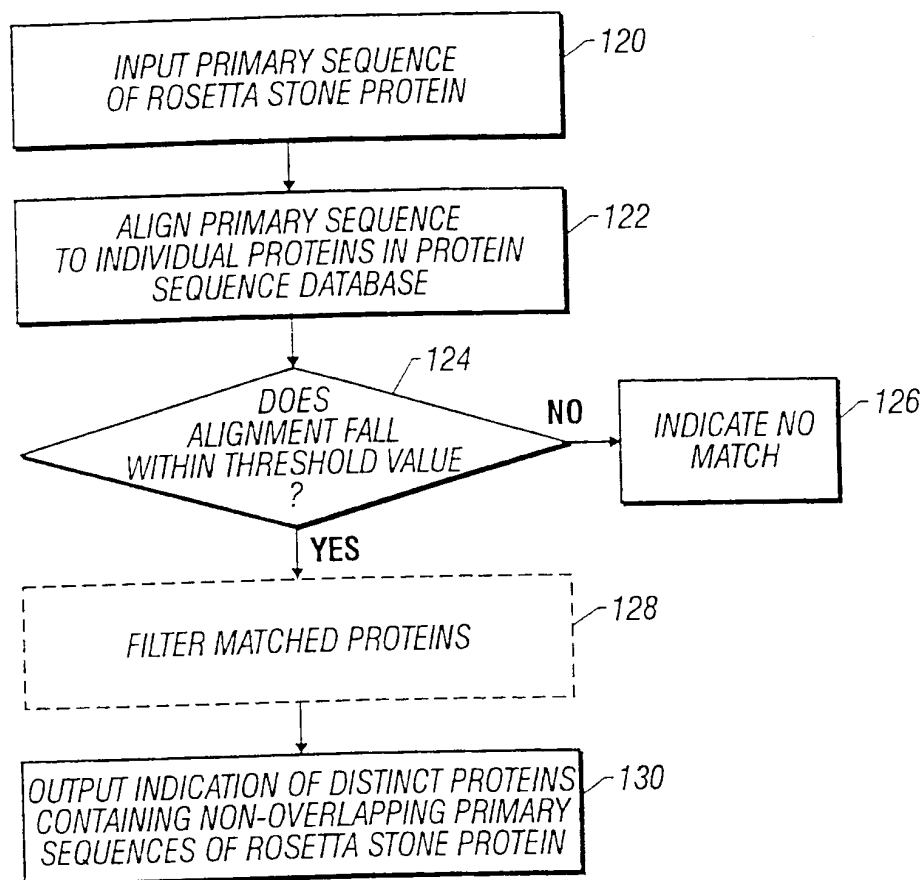 INPUT PRIMARY SEQUENCE
OF ROSETTA STONE PROTEIN
120
ALIGN PRIMARY SEQUENCE
TO INDIVIDUAL PROTEINS IN PROTEIN
SEQUENCE DATABASE
122
124
DOES
ALIGNMENT FALL
WITHIN THRESHOLD VALUE
?
NO
INDICATE NO
MATCH
126
YES
FILTER MATCHED PROTEINS
128
OUTPUT INDICATION OF DISTINCT PROTEINS
CONTAINING NON-OVERLAPPING PRIMARY
SEQUENCES OF ROSETTA STONE PROTEIN
130